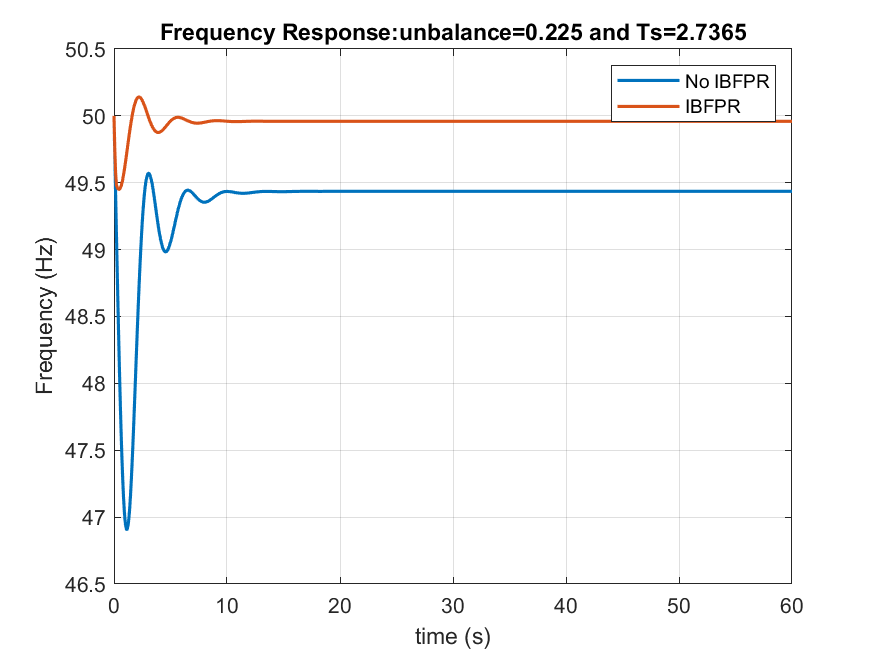 Frequency Response:unbalance=0.225 and Ts=2.7365
No IBFPR
IBFPR
50.5
50
49.5
49
48.5
48
47.5
47
46.5
Frequency (Hz)
0 10 20 30 40 50 60
time (s)